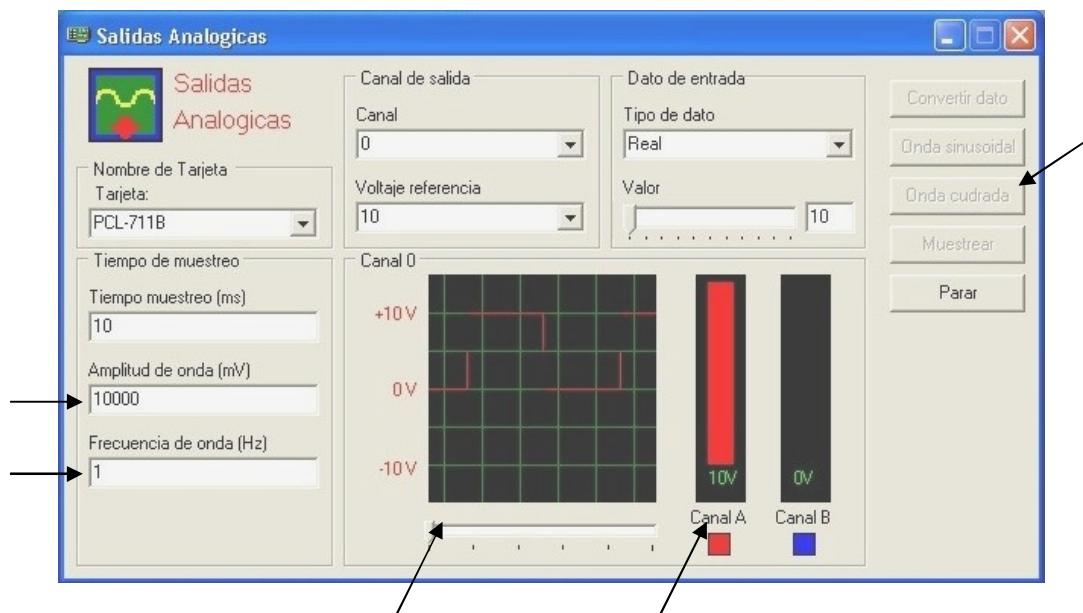 Salidas Analogicas
Salidas
Analogicas
Nombre de Tarjeta
Tarjeta:
PCL-711B
Canal de salida
Canal
0
Voltaje referencia
10
Dato de entrada
Tipo de dato
Real
Valor
10
Convertir dato
Onda sinusoidal
Onda cudrada
Muestrear
Parar
Tiempo de muestreo
Tiempo muestreo (ms)
10
Amplitud de onda (mV)
10000
Frecuencia de onda (Hz)
1
Canal 0
+10 V
0 V
-10 V
10V
0V
Canal A
Canal B